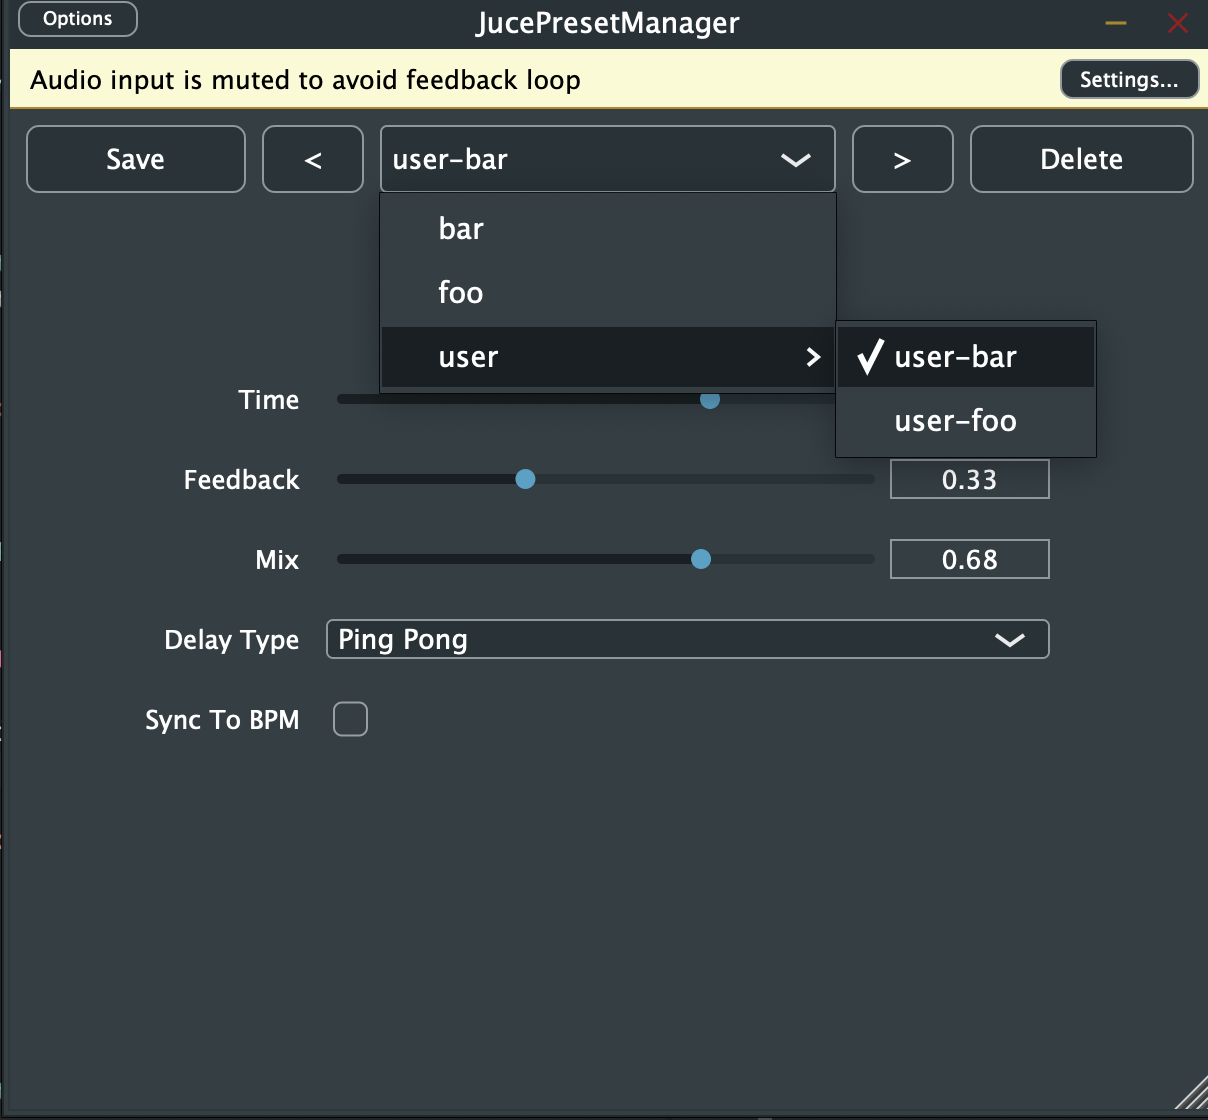 Options
JucePresetManager
Audio input is muted to avoid feedback loop
Settings...
Save
<
user-bar
>
Delete
bar
foo
user
user-bar
user-foo
Time
Feedback
0.33
Mix
0.68
Delay Type
Ping Pong
Sync To BPM